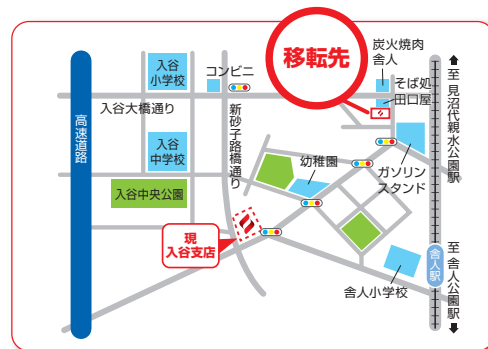 移転先
炭火焼肉
舎人
そば処
田口屋
至 見沼代親水公園駅
入谷
小学校
コンビニ
入谷大橋通り
新砂子路橋通り
高速道路
入谷
中学校
幼稚園
ガソリン
スタンド
入谷中央公園
現
入谷支店
舎人小学校
舎人駅
至 舎人公園駅